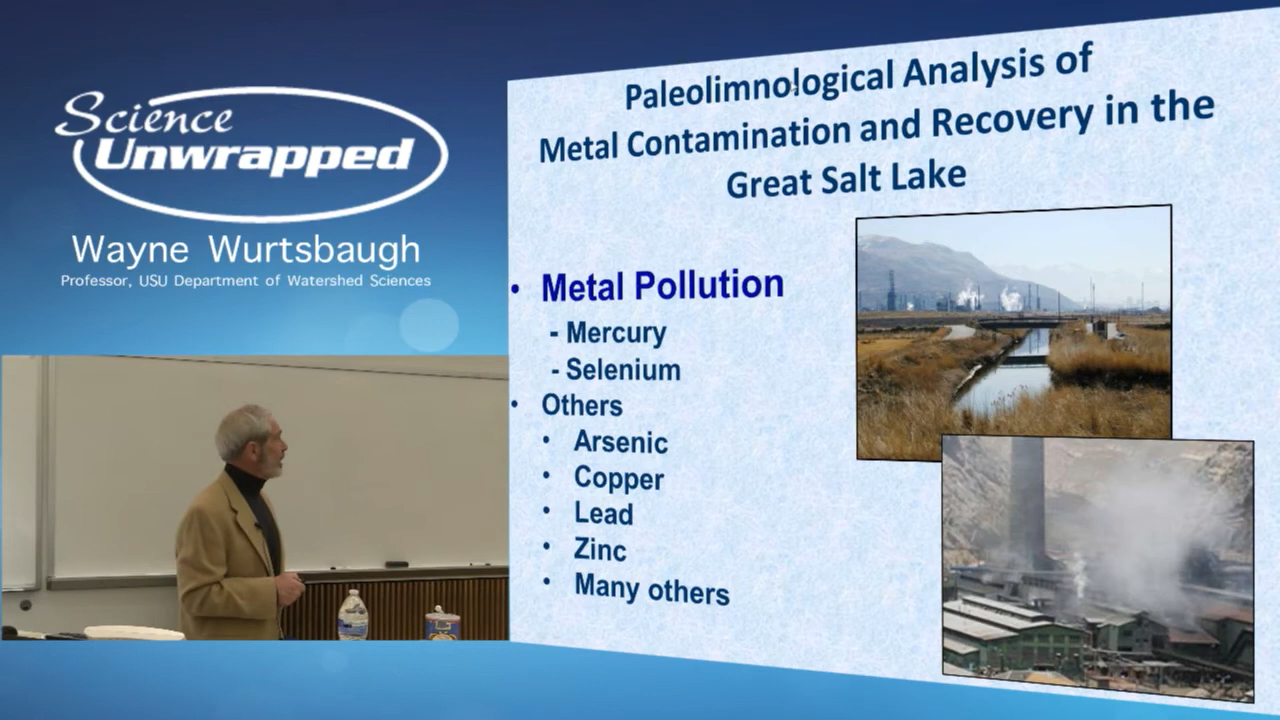 Science
Unwrapped
Wayne Wurtsbaugh
Professor, USU Department of Watershed Sciences
Paleolimnological Analysis of
Metal Contamination and Recovery in the
Great Salt Lake
• Metal Pollution
- Mercury
- Selenium
• Others
• Arsenic
• Copper
• Lead
• Zinc
• Many others